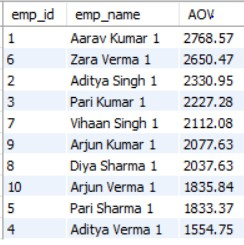 emp_id emp_name AOV
1 Aarav Kumar 1 2768.57
6 Zara Verma 1 2650.47
2 Aditya Singh 1 2330.95
3 Pari Kumar 1 2227.28
7 Vihaan Singh 1 2112.08
9 Arjun Kumar 1 2077.63
8 Diya Sharma 1 2037.63
10 Arjun Verma 1 1835.84
5 Pari Sharma 1 1833.37
4 Aditya Verma 1 1554.75